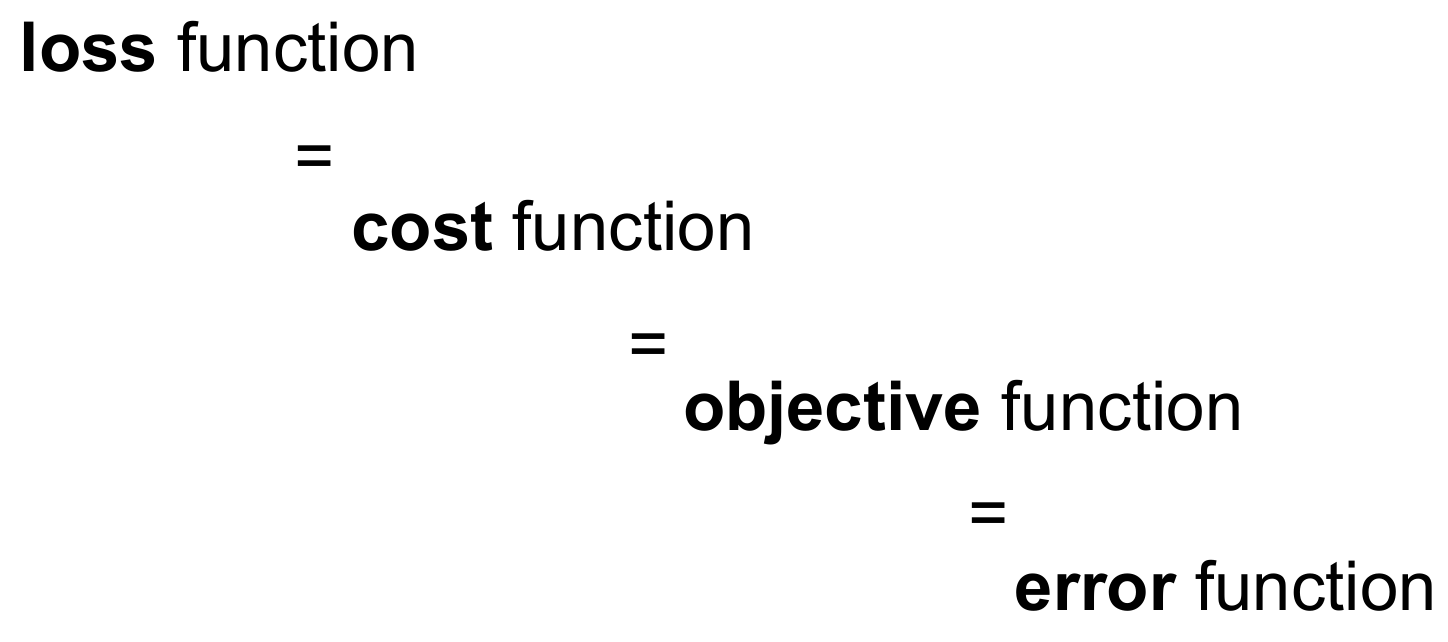 loss function
=
cost function
=
objective function
=
error function